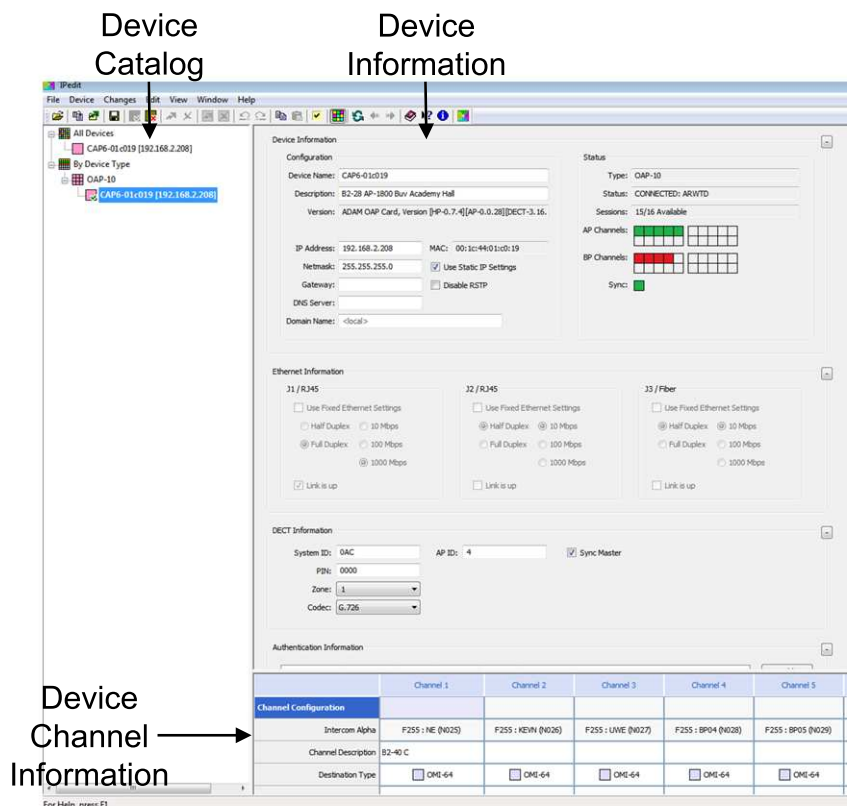 Device Catalog
Device Information
IPedit
File Device Changes Edit View Window Help
All Devices
CAP6-01c019 [192.168.2.208]
By Device Type
OAP-10
CAP6-01c019 [192.168.2.208]
Device Information
Configuration
Device Name: CAP6-01c019
Description: B2-28 AP-1800 Buv Academy Hall
Version: ADAM OAP Card, Version [HP-0.7.4][AP-0.0.28][DECT-3.16.
IP Address: 192.168.2.208 MAC: 00:1c:44:01:c0:19
Netmask: 255.255.255.0 Use Static IP Settings
Gateway: Disable RSTP
DNS Server:
Domain Name: <local>
Status
Type: OAP-10
Status: CONNECTED: ARWTD
Sessions: 15/16 Available
AP Channels:
BP Channels:
Sync:
Ethernet Information
J1 / RJ45
Use Fixed Ethernet Settings
Half Duplex 10 Mbps
Full Duplex 100 Mbps
1000 Mbps
Link is up
J2 / RJ45
Use Fixed Ethernet Settings
Half Duplex 10 Mbps
Full Duplex 100 Mbps
1000 Mbps
Link is up
J3 / Fiber
Use Fixed Ethernet Settings
Half Duplex 10 Mbps
Full Duplex 100 Mbps
1000 Mbps
Link is up
DECT Information
System ID: 0AC AP ID: 4 Sync Master
PIN: 0000
Zone: 1
Codec: G.726
Authentication Information
Device Channel Information
Channel 1 Channel 2 Channel 3 Channel 4 Channel 5
Channel Configuration
Intercom Alpha F255 : NE (N025) F255 : KEVN (N026) F255 : UWE (N027) F255 : BP04 (N028) F255 : BP05 (N029)
Channel Description B2-40 C
Destination Type OMI-64 OMI-64 OMI-64 OMI-64 OMI-64
For Help, press F1